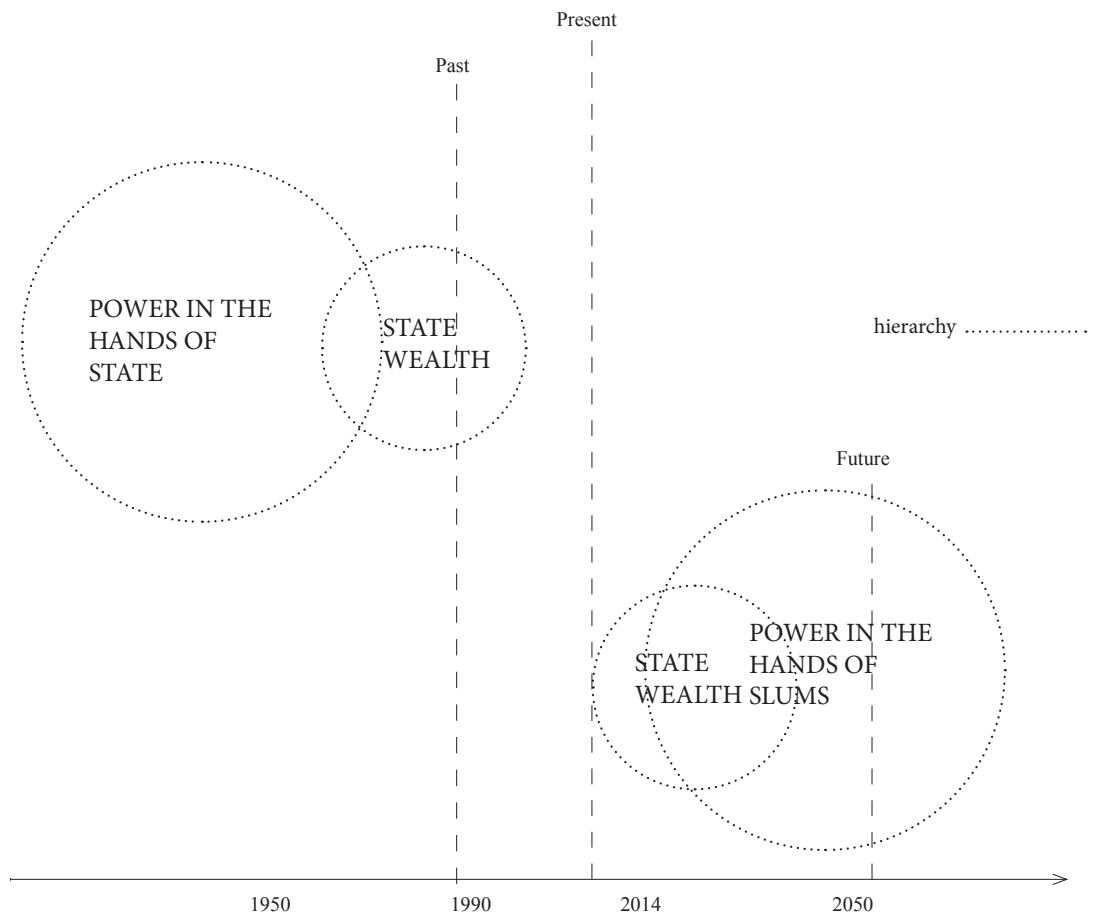 Present
Past
POWER IN THE
HANDS OF
STATE
STATE
WEALTH
hierarchy ...............
Future
STATE
WEALTH
POWER IN THE
HANDS OF
SLUMS
1950
1990
2014
2050